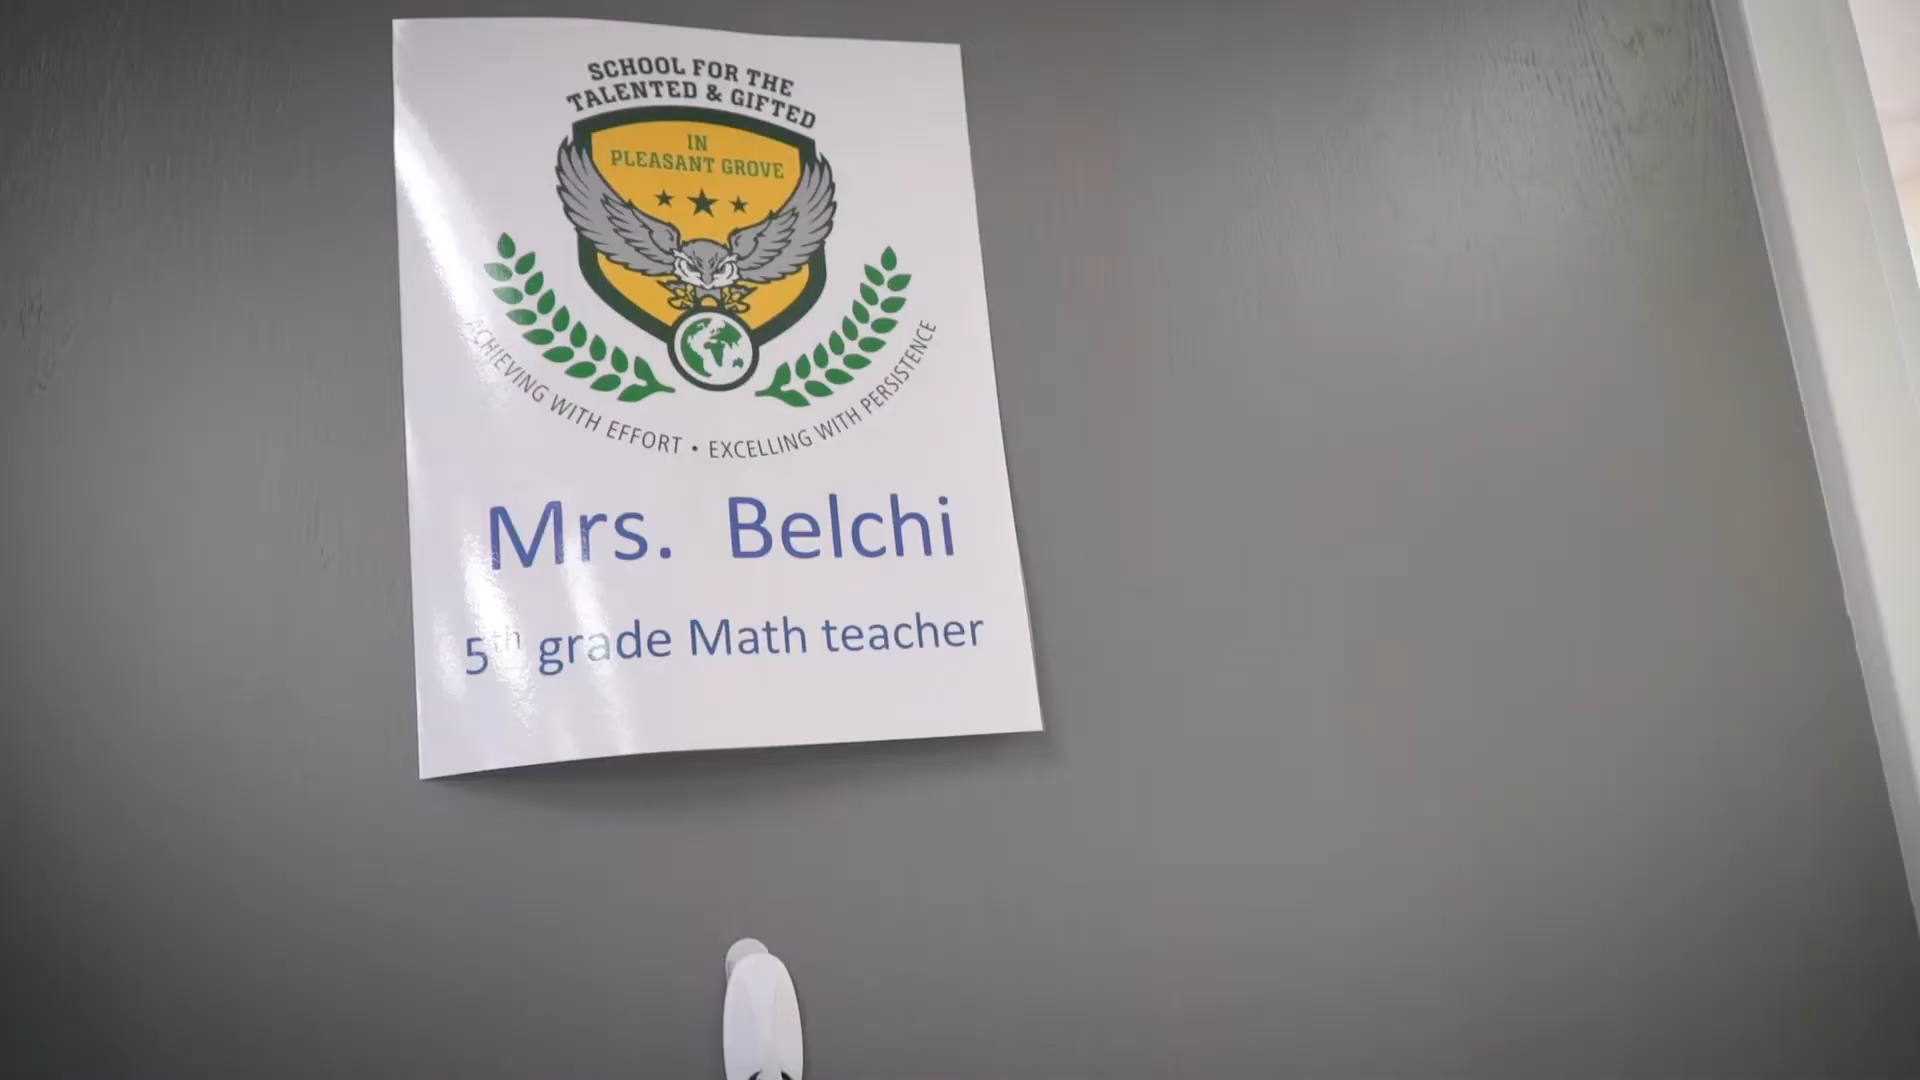 SCHOOL FOR THE
TALENTED & GIFTED
IN
PLEASANT GROVE
ACHIEVING WITH EFFORT • EXCELLING WITH PERSISTENCE
Mrs. Belchi
5th grade Math teacher